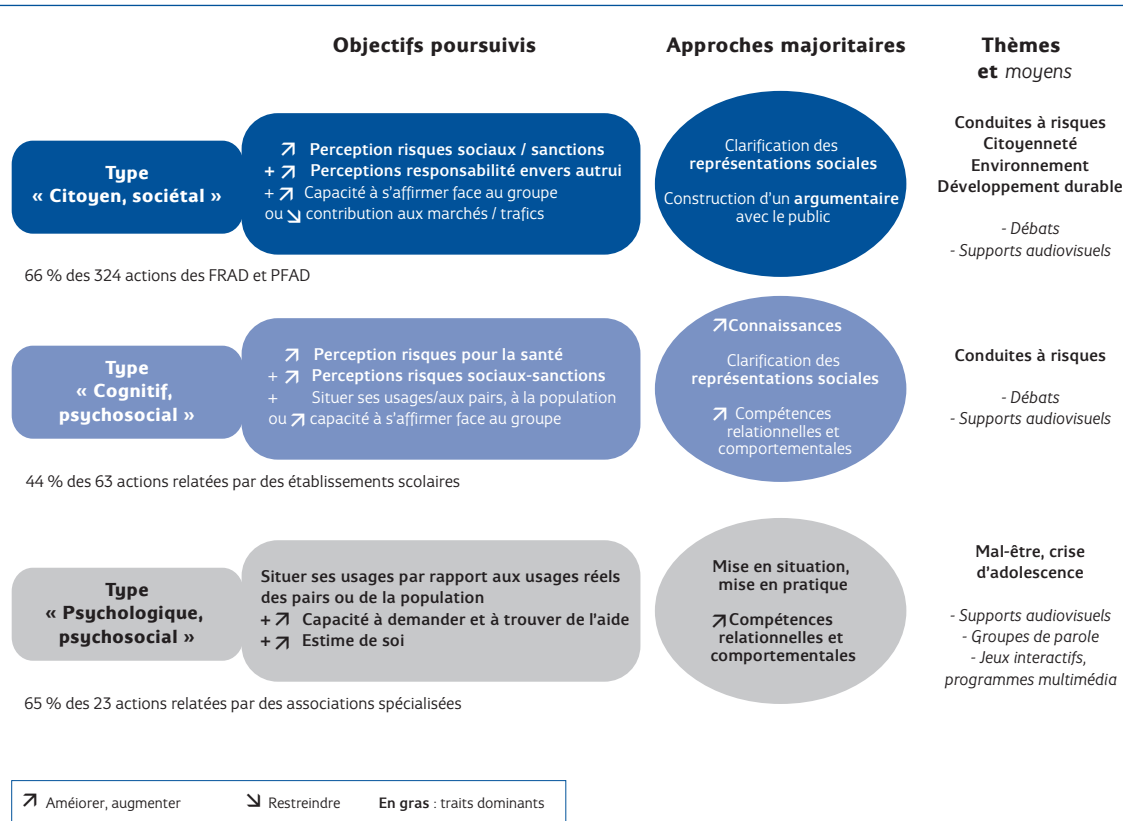 Objectifs poursuivis
Approches majoritaires
Thèmes
et moyens
Type
« Citoyen, sociétal »
↗ Perception risques sociaux / sanctions
+ ↗ Perceptions responsabilité envers autrui
+ ↗ Capacité à s'affirmer face au groupe
ou ↘ contribution aux marchés / trafics
Clarification des
représentations sociales
Construction d'un argumentaire
avec le public
Conduites à risques
Citoyenneté
Environnement
Développement durable
- Débats
- Supports audiovisuels
66 % des 324 actions des FRAD et PFAD
Type
« Cognitif,
psychosocial »
↗ Perception risques pour la santé
+ ↗ Perceptions risques sociaux-sanctions
+ Situer ses usages/aux pairs, à la population
ou ↗ capacité à s'affirmer face au groupe
↗Connaissances
Clarification des
représentations sociales
↗ Compétences
relationnelles et
comportementales
Conduites à risques
- Débats
- Supports audiovisuels
44 % des 63 actions relatées par des établissements scolaires
Type
« Psychologique,
psychosocial »
Situer ses usages par rapport aux usages réels
des pairs ou de la population
+ ↗ Capacité à demander et à trouver de l'aide
+ ↗ Estime de soi
Mise en situation,
mise en pratique
↗Compétences
relationnelles et
comportementales
Mal-être, crise
d'adolescence
- Supports audiovisuels
- Groupes de parole
- Jeux interactifs,
programmes multimédia
65 % des 23 actions relatées par des associations spécialisées
↗ Améiorer, augmenter ↘ Restreindre En gras : traits dominants